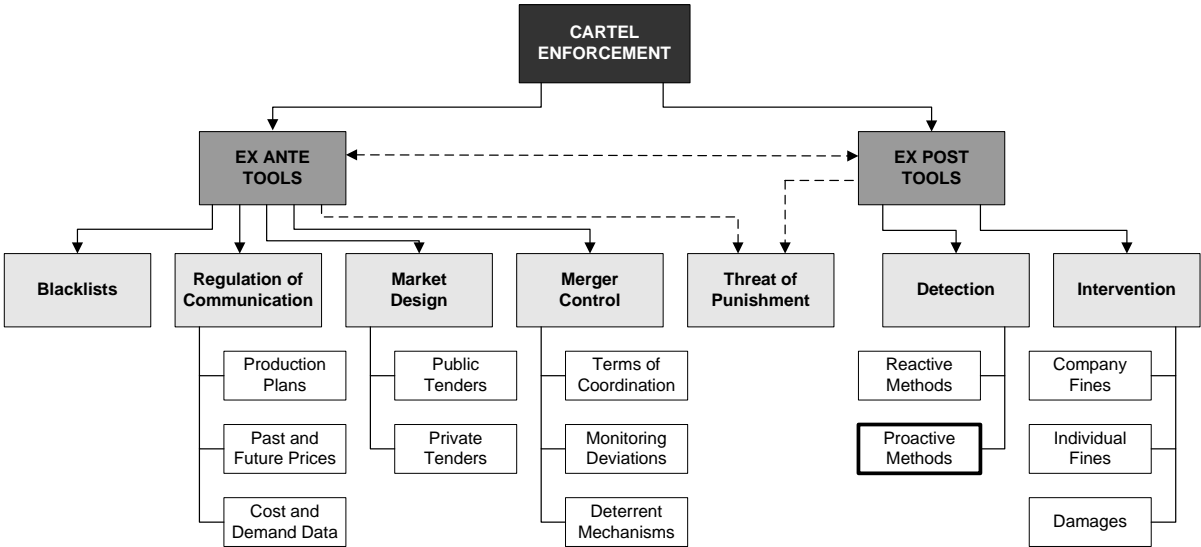 CARTEL
ENFORCEMENT
EX ANTE
TOOLS
EX POST
TOOLS
Blacklists
Regulation of
Communication
Market
Design
Merger
Control
Threat of
Punishment
Detection
Intervention
Production
Plans
Public
Tenders
Terms of
Coordination
Reactive
Methods
Company
Fines
Past and
Future Prices
Private
Tenders
Monitoring
Deviations
Proactive
Methods
Individual
Fines
Cost and
Demand Data
Deterrent
Mechanisms
Damages